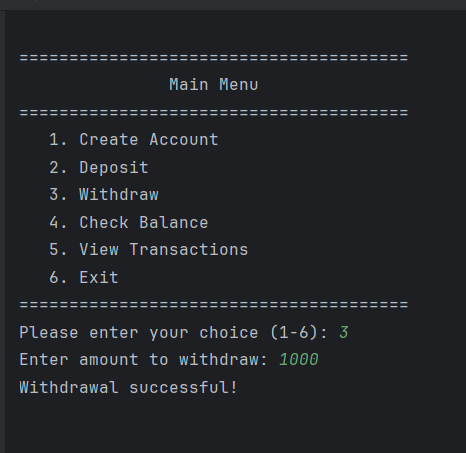 =======================================
Main Menu
=======================================
1. Create Account
2. Deposit
3. Withdraw
4. Check Balance
5. View Transactions
6. Exit
=======================================
Please enter your choice (1-6): 3
Enter amount to withdraw: 1000
Withdrawal successful!